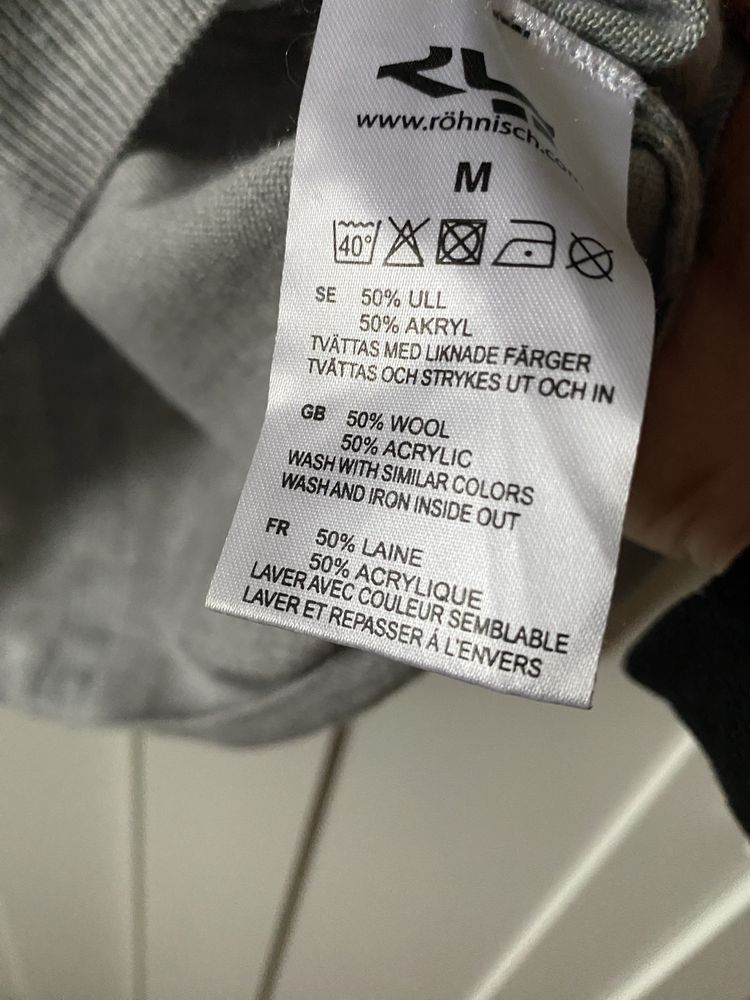 www.röhnisch.com
M
40°
SE 50% ULL
50% AKRYL
TVÄTTAS MED LIKNADE FÄRGER
TVÄTTAS OCH STRYKES UT OCH IN
GB 50% WOOL
50% ACRYLIC
WASH WITH SIMILAR COLORS
WASH AND IRON INSIDE OUT
FR 50% LAINE
50% ACRYLIQUE
LAVER AVEC COULEUR SEMBLABLE
LAVER ET REPASSER À L'ENVERS